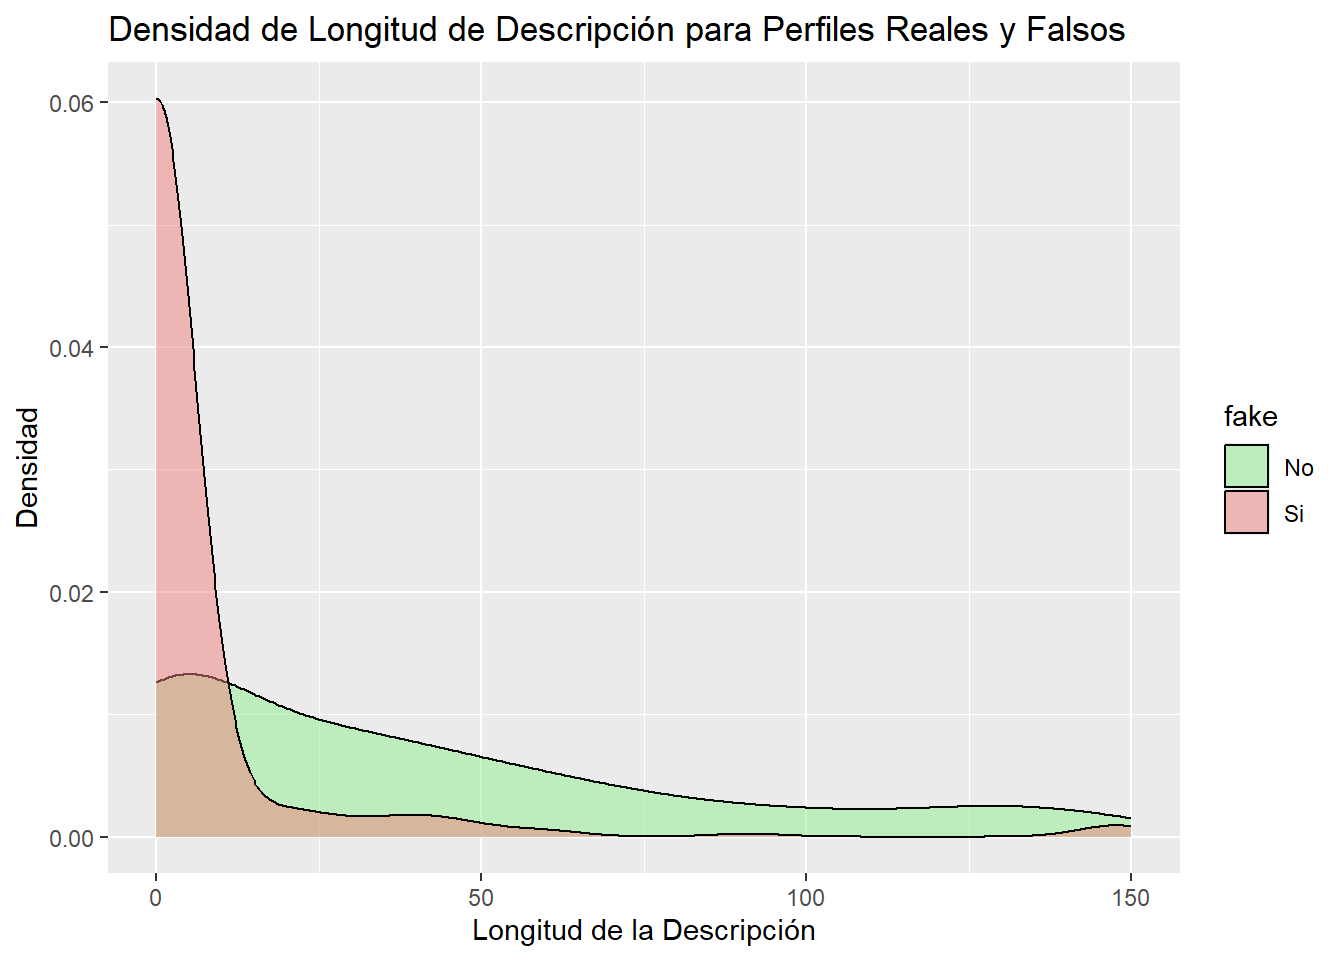 Densidad de Longitud de Descripción para Perfiles Reales y Falsos
Densidad
0.06
0.04
0.02
0.00
0
50
100
150
Longitud de la Descripción
fake
No
Si